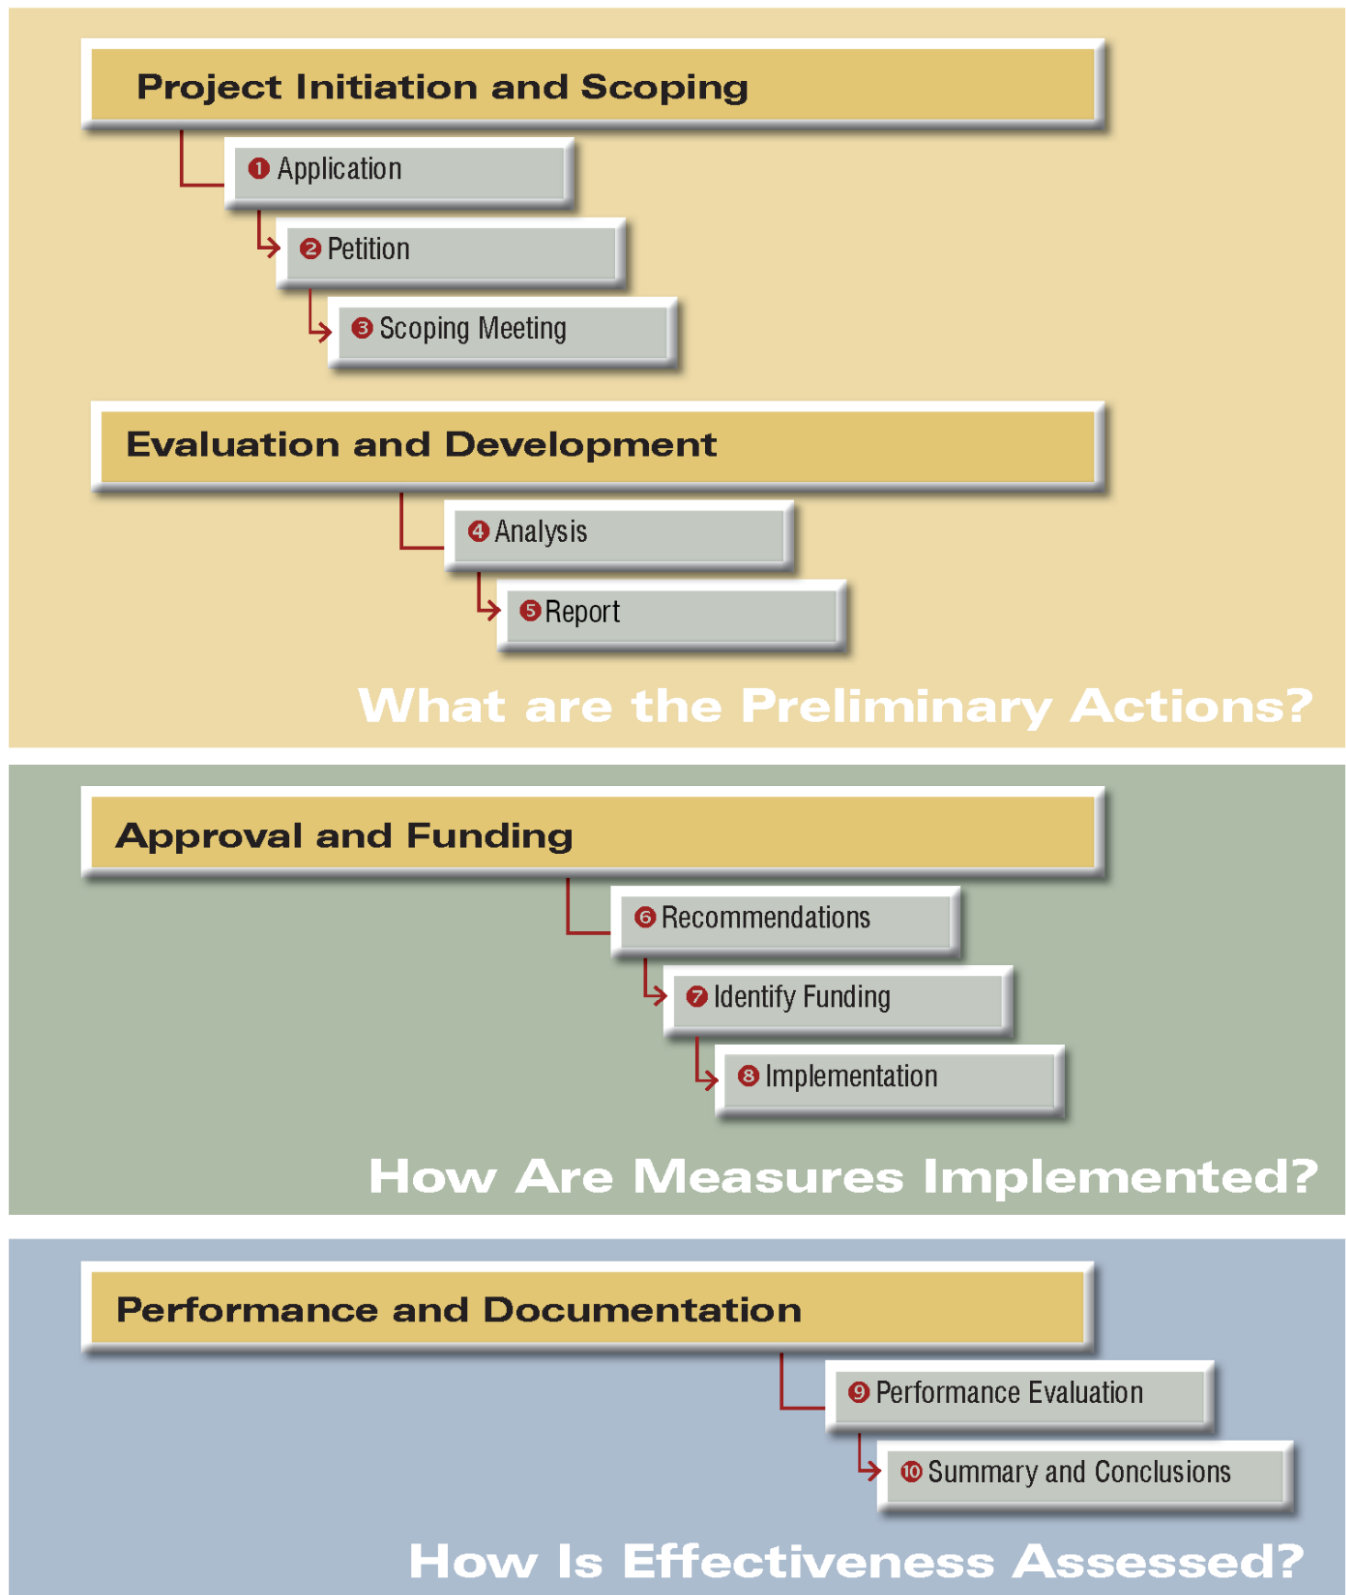 Project Initiation and Scoping
❶ Application
❷ Petition
❸ Scoping Meeting
Evaluation and Development
❹ Analysis
❺ Report
What are the Preliminary Actions?
Approval and Funding
❻ Recommendations
❼ Identify Funding
❽ Implementation
How Are Measures Implemented?
Performance and Documentation
❾ Performance Evaluation
❿ Summary and Conclusions
How Is Effectiveness Assessed?